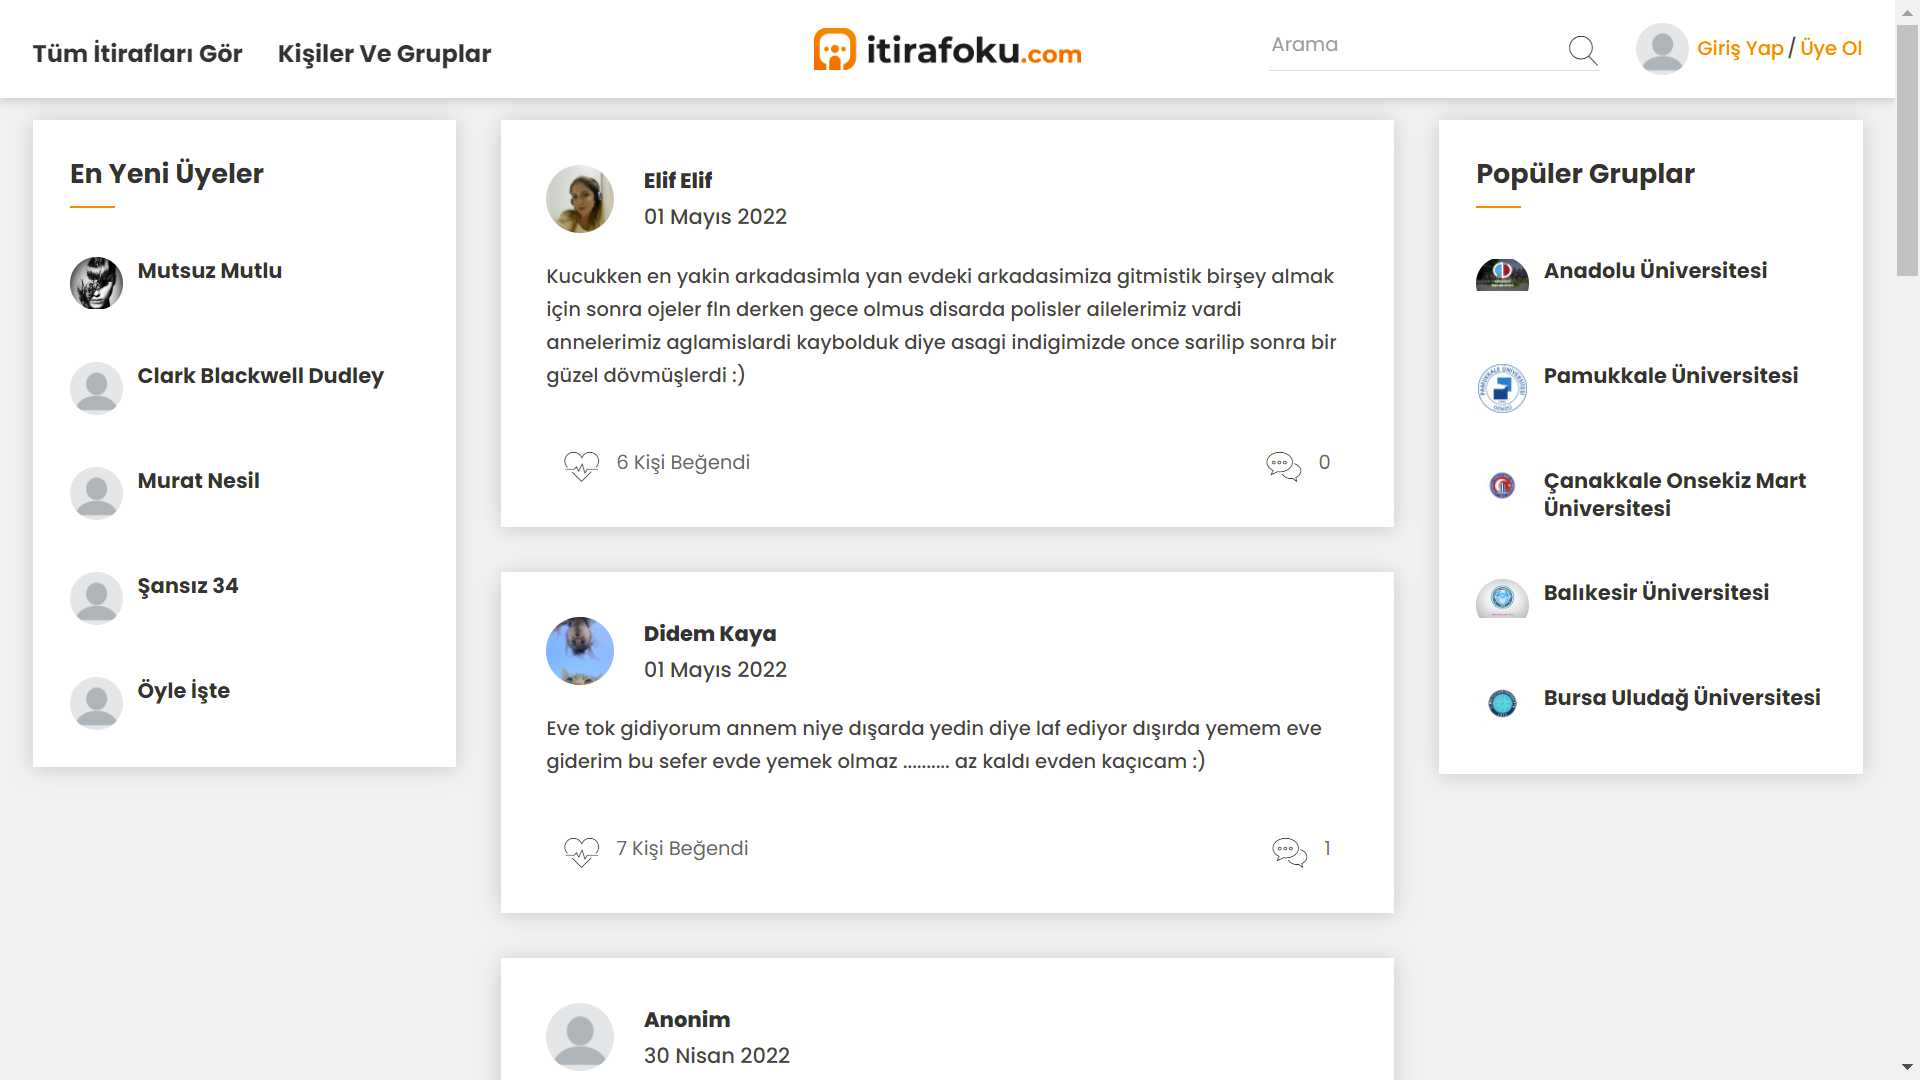 Tüm İtirafları Gör
Kişiler Ve Gruplar
itirafoku.com
Arama
Giriş Yap / Üye Ol
En Yeni Üyeler
Mutsuz Mutlu
Clark Blackwell Dudley
Murat Nesil
Şansız 34
Öyle İşte
Elif Elif
01 Mayıs 2022
Kucukken en yakin arkadasimla yan evdeki arkadasimiza gitmistik birşey almak
için sonra ojeler fln derken gece olmus disarda polisler ailelerimiz vardi
annelerimiz aglamislardi kaybolduk diye asagi indigimizde once sarilip sonra bir
güzel dövmüşlerdi :)
6 Kişi Beğendi
0
Didem Kaya
01 Mayıs 2022
Eve tok gidiyorum annem niye dışarda yedin diye laf ediyor dışırda yemem eve
giderim bu sefer evde yemek olmaz .......... az kaldı evden kaçıcam :)
7 Kişi Beğendi
1
Anonim
30 Nisan 2022
Popüler Gruplar
Anadolu Üniversitesi
Pamukkale Üniversitesi
Çanakkale Onsekiz Mart
Üniversitesi
Balıkesir Üniversitesi
Bursa Uludağ Üniversitesi